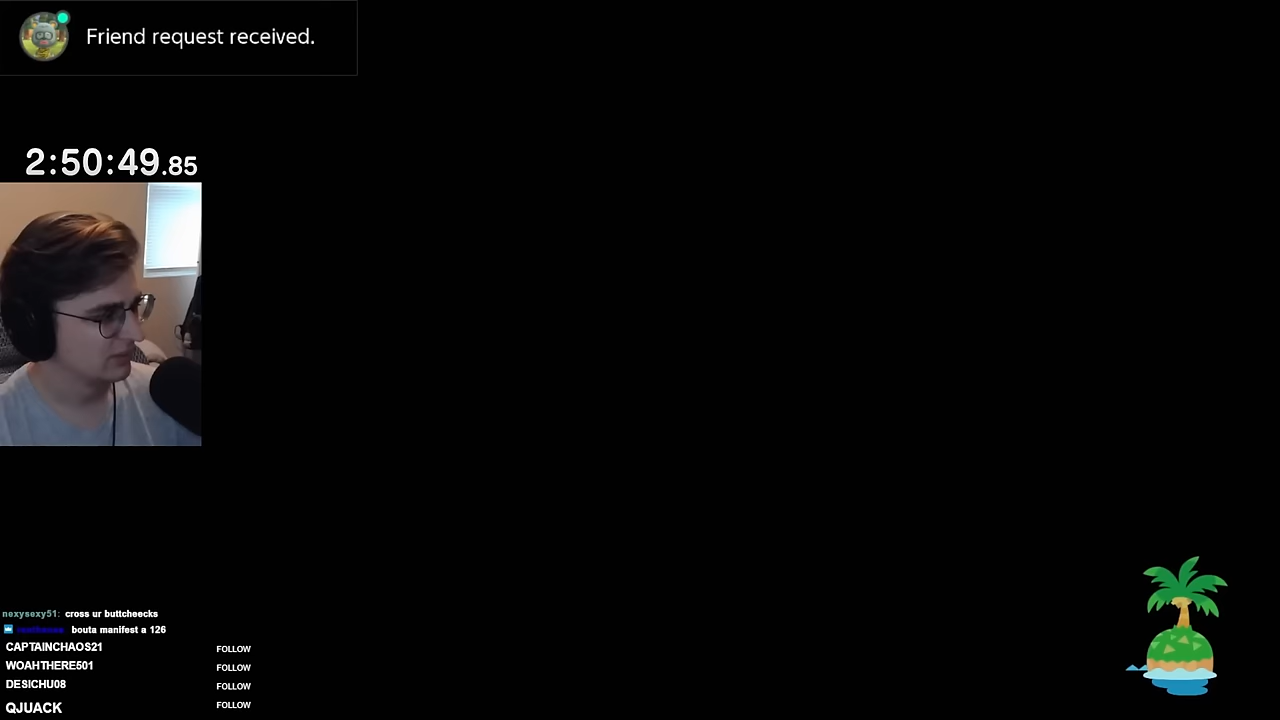 Friend request received.
2:50:49.85
nexysexy51: cross ur buttcheecks
bouta manifest a 126
CAPTAINCHAOS21 FOLLOW
WOAHTHERE501 FOLLOW
DESICHU08 FOLLOW
QJUACK FOLLOW